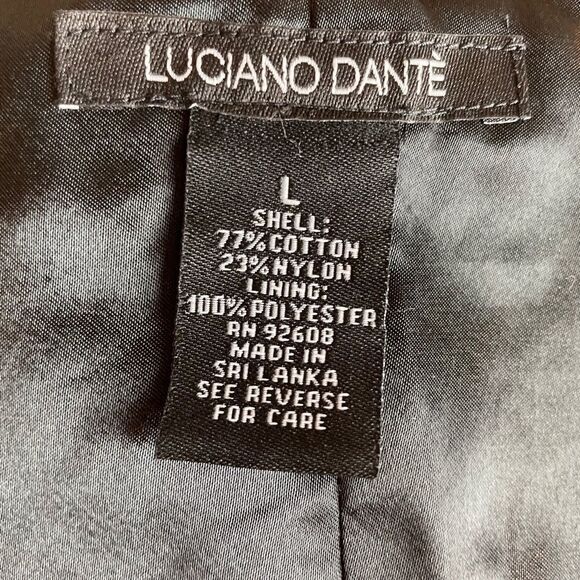 LUCIANO DANTÈ
L
SHELL:
77% COTTON
23% NYLON
LINING:
100% POLYESTER
RN 92608
MADE IN
SRI LANKA
SEE REVERSE
FOR CARE